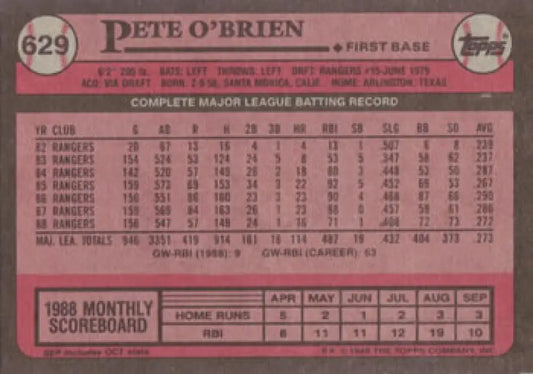 629
PETE O'BRIEN
FIRST BASE
Topps
6'2" 205 lb. BATS: LEFT THROWS: LEFT DRFT: RANGERS #15-JUNE 1979
ACQ: VIA DRAFT BORN: 2-9-58, SANTA MONICA, CALIF. HOME: ARLINGTON, TEXAS
COMPLETE MAJOR LEAGUE BATTING RECORD
YR CLUB G AB R H 2B 3B HR RBI SB SLG BB SO AVG
82 RANGERS 20 67 13 16 4 1 4 13 1 .507 6 8 .239
83 RANGERS 154 524 53 124 24 5 8 53 5 .347 58 62 .237
84 RANGERS 142 520 57 149 26 2 18 80 3 .448 53 50 .287
85 RANGERS 159 573 69 153 34 3 22 92 5 .452 69 53 .267
86 RANGERS 156 551 86 160 23 3 23 90 4 .468 87 66 .290
87 RANGERS 159 569 84 163 26 1 23 88 0 .457 59 61 .286
88 RANGERS 156 547 57 149 24 1 16 71 1 .408 72 73 .272
MAJ. LEA. TOTALS 946 3351 419 914 161 16 114 487 19 .432 404 373 .273
GW-RBI (1988): 9 GW-RBI (CAREER): 53
1988 MONTHLY SCOREBOARD
APR MAY JUN JUL AUG SEP
HOME RUNS 5 2 1 2 3 3
RBI 8 11 11 12 19 10
SEP includes OCT stats
© 1989 THE TOPPS COMPANY, INC.